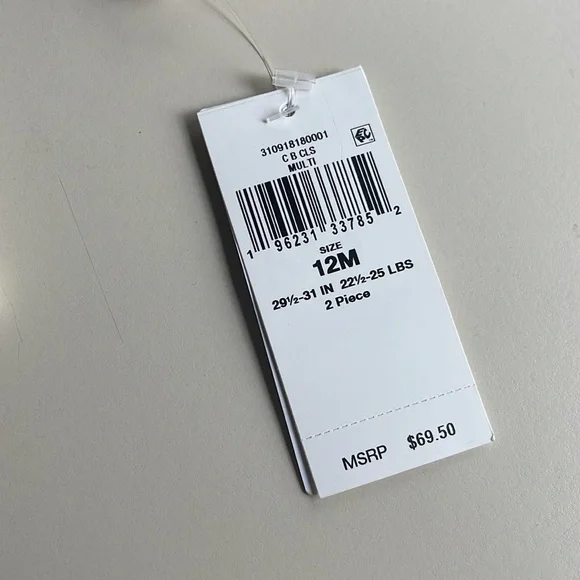 310918180001
C B CLS
MULTI
1 96231 33785 2
SIZE
12M
29½-31 IN 22½-25 LBS
2 Piece
MSRP $69.50